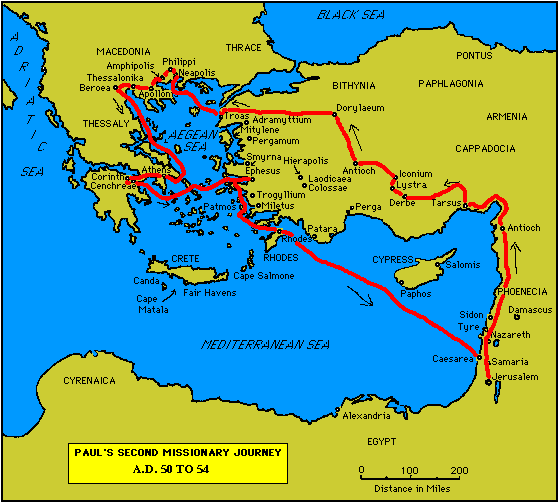 BLACK SEA
ADRIATIC
SEA
MACEDONIA
THRACE
Philippi
Amphipolis
Neapolis
Thessalonika
Beroea
Apollonia
PONTUS
BITHYNIA
PAPHLAGONIA
Dorylaeum
ARMENIA
CAPPADOCIA
THESSALY
AEGEAN
SEA
Troas
Adramyttium
Mitylene
Pergamum
Smyrna
Hierapolis
Ephesus
Laodicaea
Colossae
Antioch
Iconium
Lystra
Derbe
Tarsus
Athens
Corinth
Cenchreae
Trogyllium
Patmos
Miletus
Perga
Antioch
Patara
Rhodes
RHODES
CRETE
Cape Salmone
Canda
Fair Havens
Cape
Matala
CYPRESS
Salomis
Paphos
PHOENECIA
Damascus
Sidon
Tyre
Nazareth
MEDITERRANEAN SEA
Caesarea
Samaria
Jerusalem
CYRENAICA
Alexandria
EGYPT
PAUL'S SECOND MISSIONARY JOURNEY
A.D. 50 TO 54
0 100 200
Distance in Miles